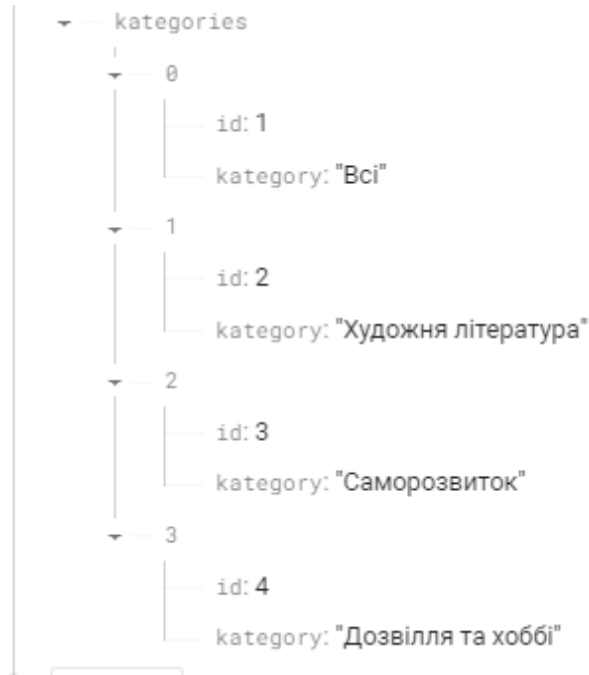 kategories
0
id: 1
kategory: "Всі"
1
id: 2
kategory: "Художня література"
2
id: 3
kategory: "Саморозвиток"
3
id: 4
kategory: "Дозвілля та хоббі"